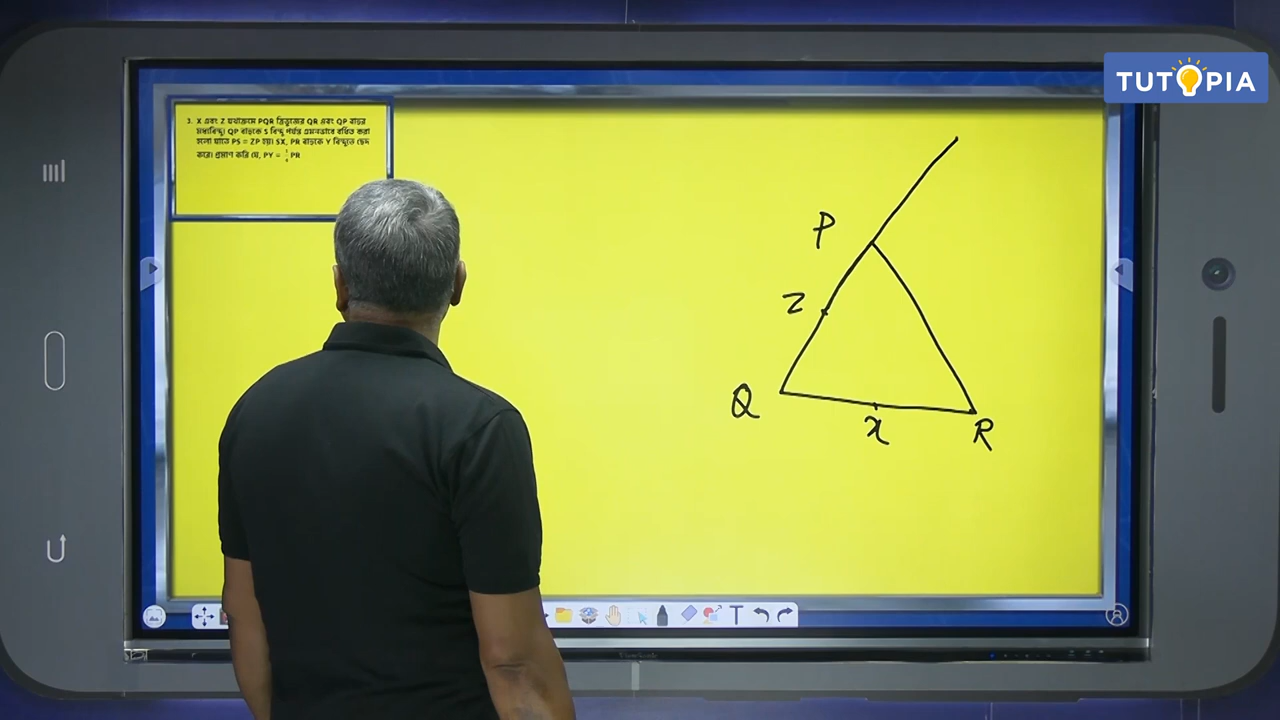 TUTOPIA
3. X এবং Z যথাক্রমে PQR ত্রিভুজের QR এবং QP বাহুর
মধ্যবিন্দু। QP বাহুকে S বিন্দু পর্যন্ত এমনভাবে বর্ধিত করা
হলো যাতে PS = ZP হয়। SX, PR বাহুকে Y বিন্দুতে ছেদ
করে। প্রমাণ করি যে, PY = 1/4 PR
P
Z
Q
x
R
T